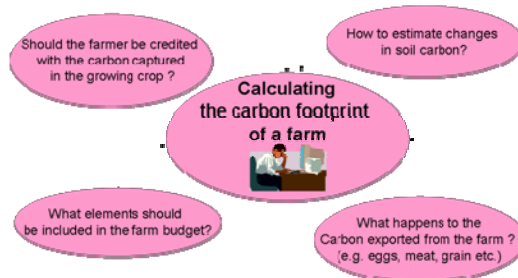 Should the farmer be credited
with the carbon captured
in the growing crop ?
How to estimate changes
in soil carbon?
Calculating
the carbon footprint
of a farm
What elements should
be included in the farm budget?
What happens to the
Carbon exported from the farm ?
(e.g. eggs, meat, grain etc.)